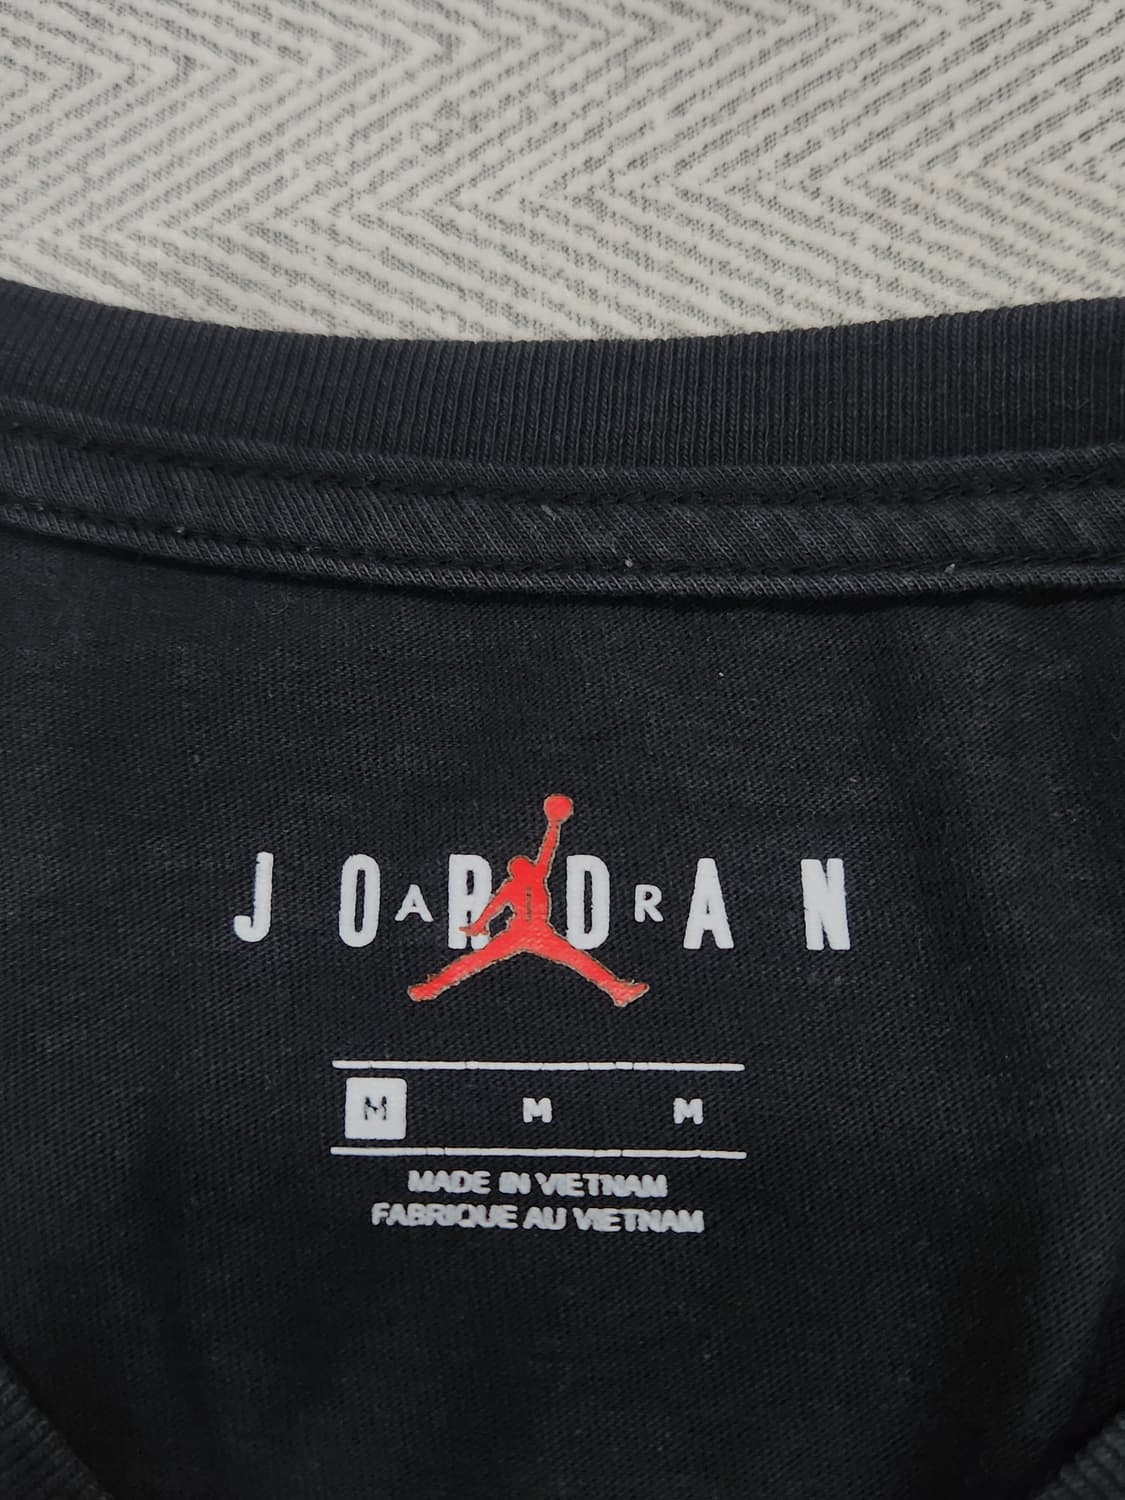 JORDAN
AIR
M M M
MADE IN VIETNAM
FABRIQUE AU VIETNAM